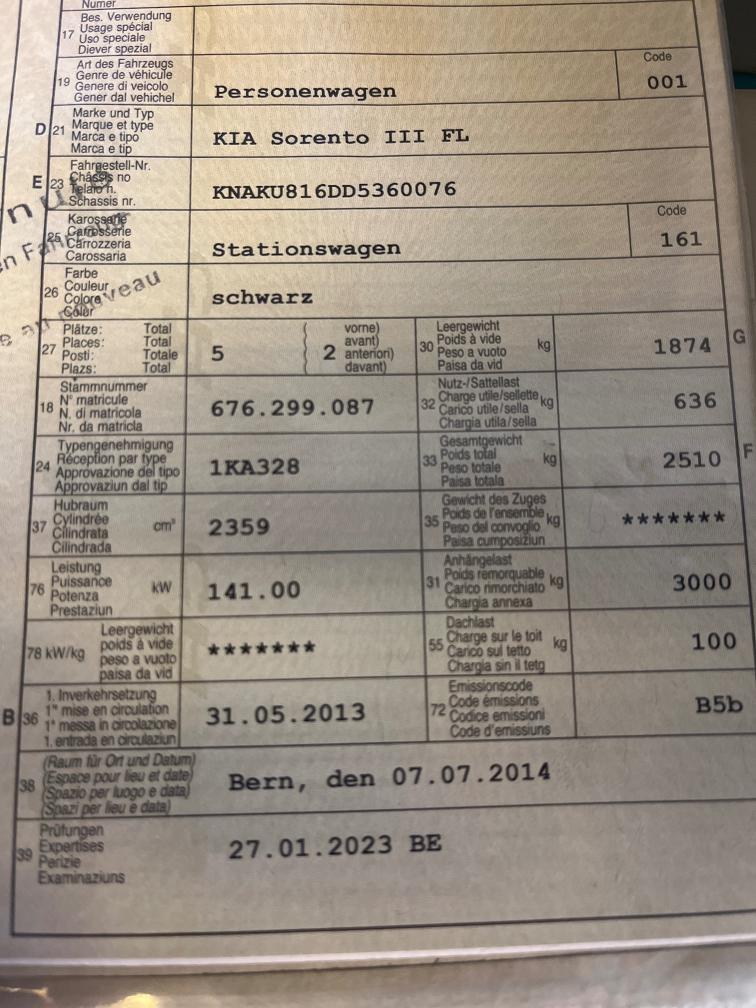 Numer
17 Bes. Verwendung
Usage spécial
Uso speciale
Diever spezial
19 Art des Fahrzeugs
Genre de véhicule
Genere di veicolo
Gener dal vehichel
Personenwagen
Code
001
D 21 Marke und Typ
Marque et type
Marca e tipo
Marca e tip
KIA Sorento III FL
E 23 Fahrgestell-Nr.
Châssis no
Telaio n.
Schassis nr.
KNAKU816DD5360076
25 Karosserie
Carrosserie
Carrozzeria
Carossaria
Stationswagen
Code
161
26 Farbe
Couleur
Colore
Color
schwarz
27 Plätze: Total
Places: Total
Posti: Totale
Plazs: Total
5
2
vorne)
avant)
anteriori)
davant)
30 Leergewicht
Poids à vide
Peso a vuoto
Paisa da vid
kg
1874
G
18 Stammnummer
N° matricule
N. di matricola
Nr. da matricla
676.299.087
32 Nutz-/Sattellast
Charge utile/sellette
Carico utile/sella
Chargia utila/sella
kg
636
24 Typengenehmigung
Réception par type
Approvazione del tipo
Approvaziun dal tip
1KA328
33 Gesamtgewicht
Poids total
Peso totale
Paisa totala
kg
2510
F
37 Hubraum
Cylindrée
Cilindrata
Cilindrada
cm³
2359
35 Gewicht des Zuges
Poids de l'ensemble
Peso del convoglio
Paisa cumposiziun
kg
*******
76 Leistung
Puissance
Potenza
Prestaziun
kW
141.00
31 Anhängelast
Poids remorquable
Carico rimorchiato
Chargia annexa
kg
3000
78 kW/kg
Leergewicht
poids à vide
peso a vuoto
paisa da vid
*******
55 Dachlast
Charge sur le toit
Carico sul tetto
Chargia sin il tetg
kg
100
B 36 1. Inverkehrsetzung
1re mise en circulation
1a messa in circolazione
1. entrada en circulaziun
31.05.2013
72 Emissionscode
Code émissions
Codice emissioni
Code d'emissiuns
B5b
38 (Raum für Ort und Datum)
(Espace pour lieu et date)
(Spazio per luogo e data)
(Spazi per lieu e data)
Bern, den 07.07.2014
39 Prüfungen
Expertises
Perizie
Examinaziuns
27.01.2023 BE